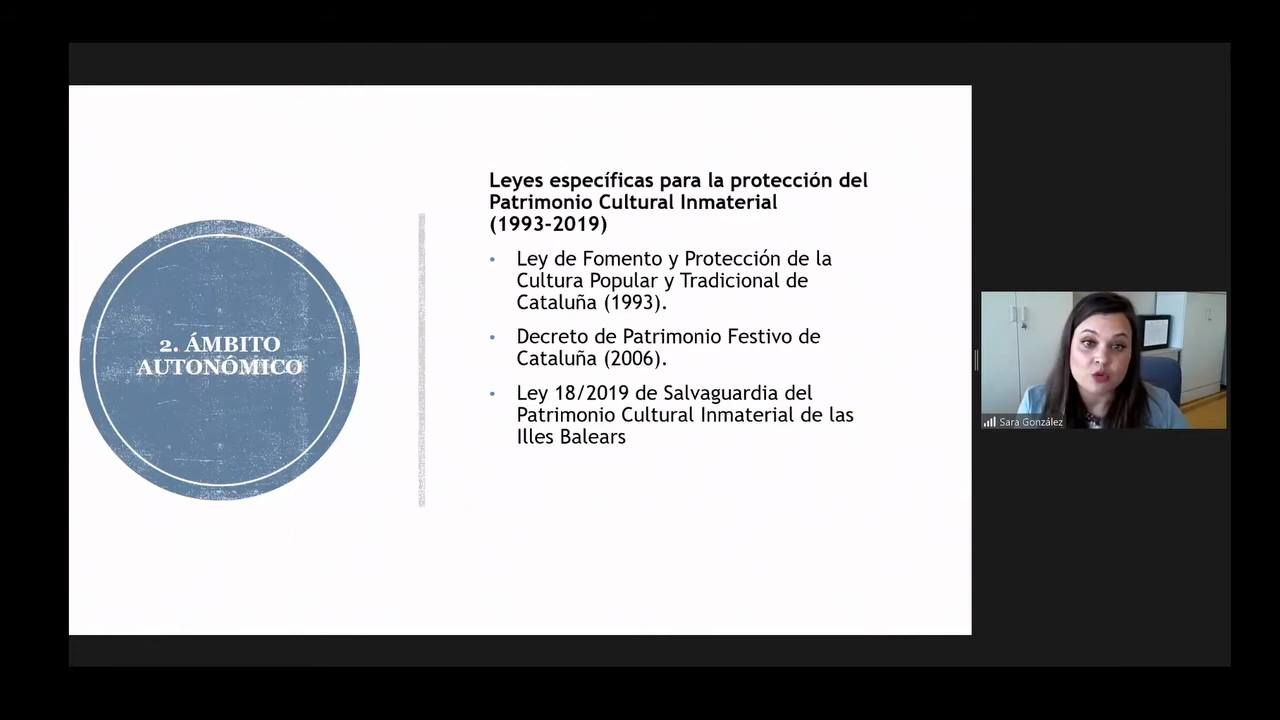 2. ÁMBITO
AUTONÓMICO
Leyes específicas para la protección del
Patrimonio Cultural Inmaterial
(1993-2019)
• Ley de Fomento y Protección de la
Cultura Popular y Tradicional de
Cataluña (1993).
• Decreto de Patrimonio Festivo de
Cataluña (2006).
• Ley 18/2019 de Salvaguardia del
Patrimonio Cultural Inmaterial de las
Illes Balears
Sara González